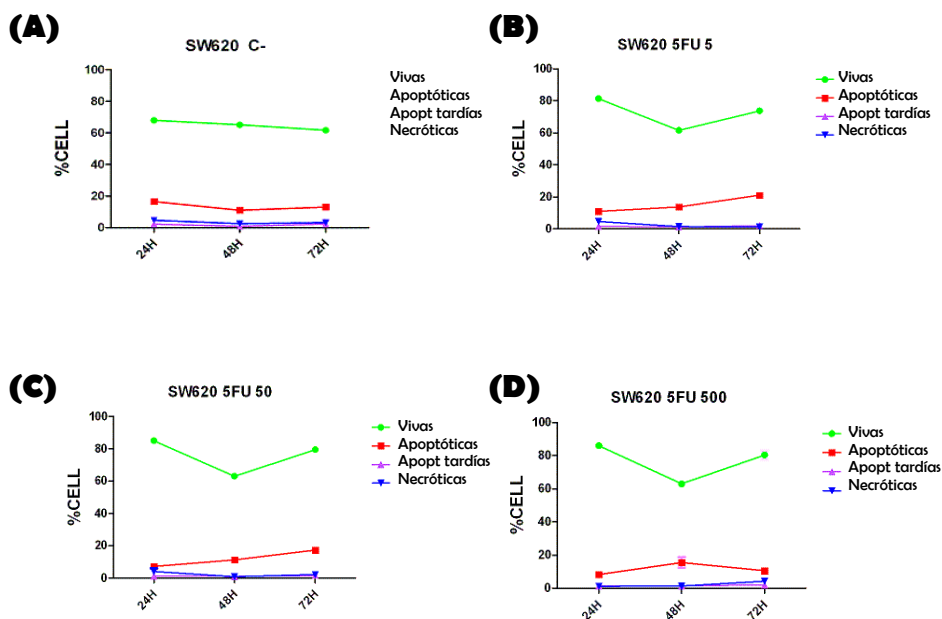 (A)
SW620 C-
100
80
60
40
20
0
%CELL
24H
48H
72H
Vivas
Apoptóticas
Apopt tardías
Necróticas
(B)
SW620 5FU 5
100
80
60
40
20
0
%CELL
24H
48H
72H
Vivas
Apoptóticas
Apopt tardías
Necróticas
(C)
SW620 5FU 50
100
80
60
40
20
0
%CELL
24H
48H
72H
Vivas
Apoptóticas
Apopt tardías
Necróticas
(D)
SW620 5FU 500
100
80
60
40
20
0
%CELL
24H
48H
72H
Vivas
Apoptóticas
Apopt tardías
Necróticas